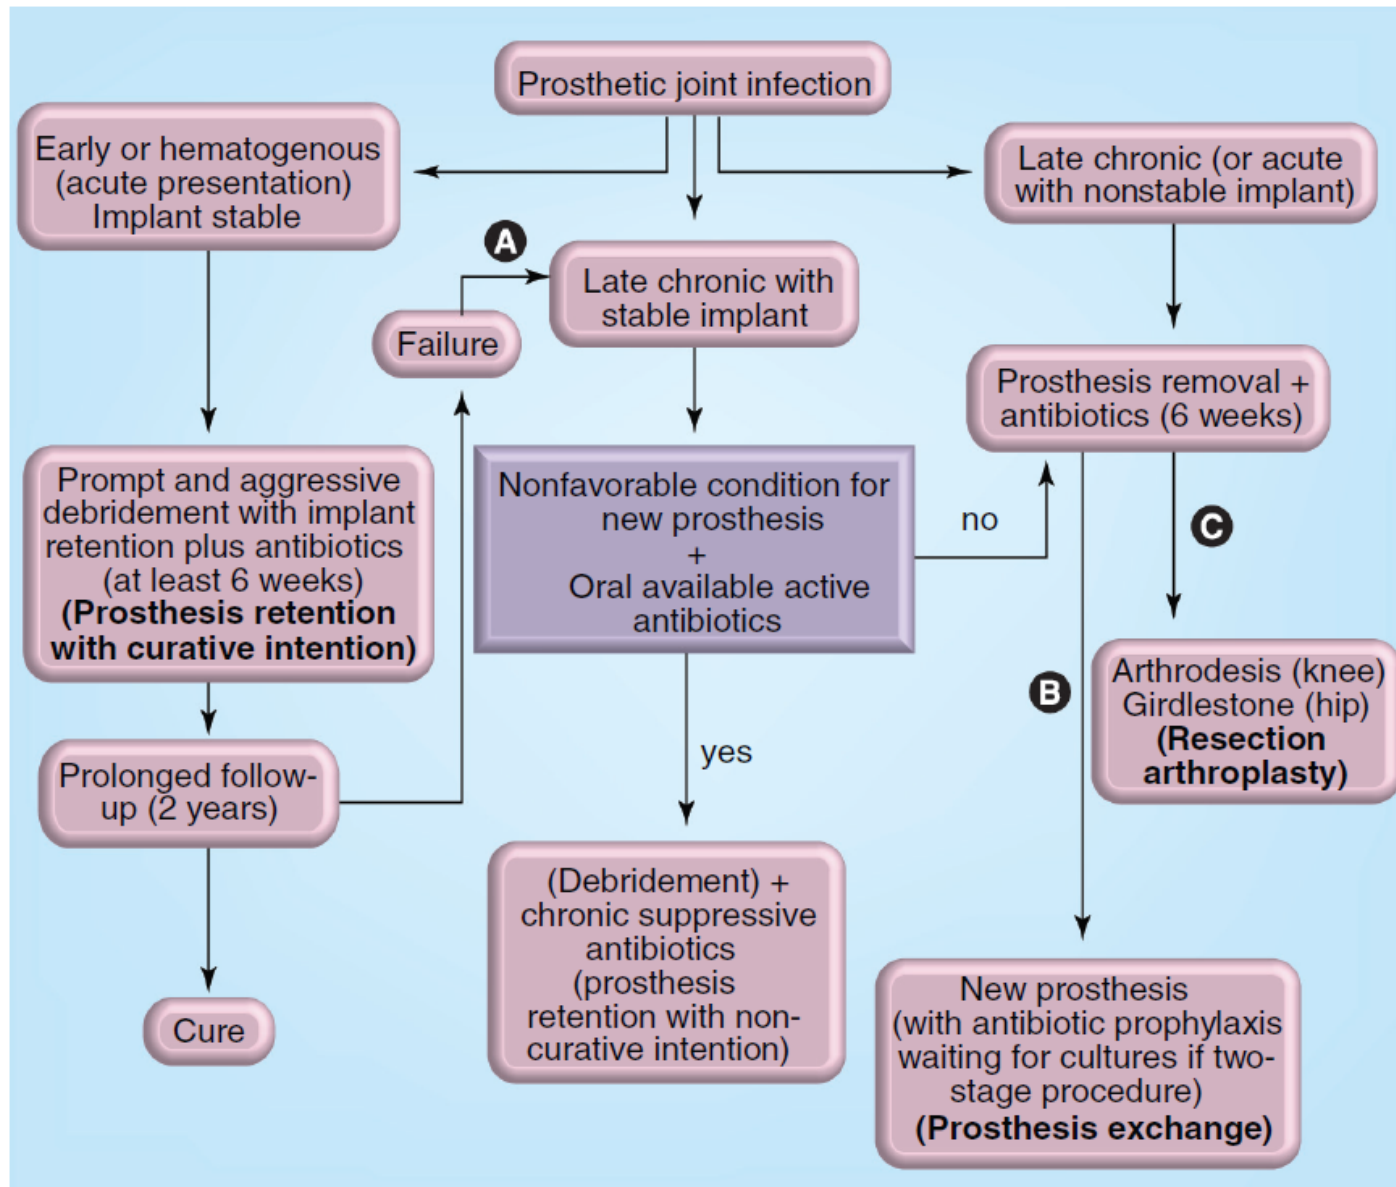 Prosthetic joint infection
Early or hematogenous
(acute presentation)
Implant stable
Late chronic (or acute
with nonstable implant)
A
Late chronic with
stable implant
Failure
Prosthesis removal +
antibiotics (6 weeks)
Prompt and aggressive
debridement with implant
retention plus antibiotics
(at least 6 weeks)
(Prosthesis retention
with curative intention)
Nonfavorable condition for
new prosthesis
+
Oral available active
antibiotics
no
C
yes
B
Arthrodesis (knee)
Girdlestone (hip)
(Resection
arthroplasty)
Prolonged follow-
up (2 years)
(Debridement) +
chronic suppressive
antibiotics
(prosthesis
retention with non-
curative intention)
Cure
New prosthesis
(with antibiotic prophylaxis
waiting for cultures if two-
stage procedure)
(Prosthesis exchange)